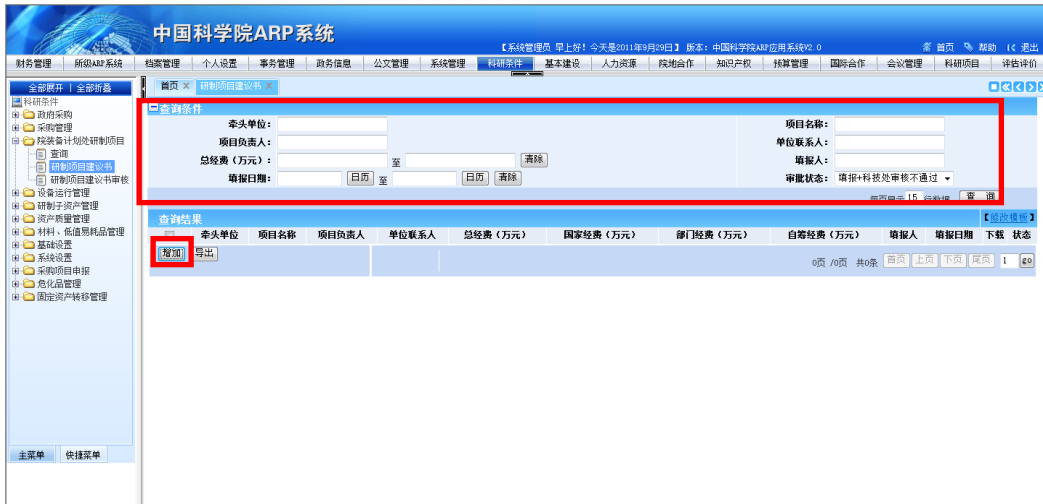 中国科学院ARP系统
【系统管理员 早上好! 今天是2011年9月29日】 版本: 中国科学院ARP应用系统V2.0
首页 帮助 退出
财务管理 所级ARP系统 档案管理 个人设置 事务管理 政务信息 公文管理 系统管理 科研条件 基本建设 人力资源 院地合作 知识产权 预算管理 国际合作 会议管理 科研项目 评估评价
全部展开 | 全部折叠
首页 研制项目建议书
科研条件
政府采购
采购管理
院装备计划处研制项目
查询
研制项目建议书
研制项目建议书审核
设备运行管理
研制子资产管理
资产质量管理
材料、低值易耗品管理
基础设置
系统设置
采购项目申报
危化品管理
固定资产转移管理
主菜单 快捷菜单
查询条件
牵头单位: 项目名称:
项目负责人: 单位联系人:
总经费(万元): 至 清除 填报人:
填报日期: 日历 至 日历 清除 审批状态: 填报+科技处审核不通过
每页显示 15 行数据 查 询
查询结果 【修改模板】
牵头单位 项目名称 项目负责人 单位联系人 总经费(万元) 国家经费(万元) 部门经费(万元) 自筹经费(万元) 填报人 填报日期 下载 状态
增加 导出 0页 /0页 共0条 首页 上页 下页 尾页 1 go